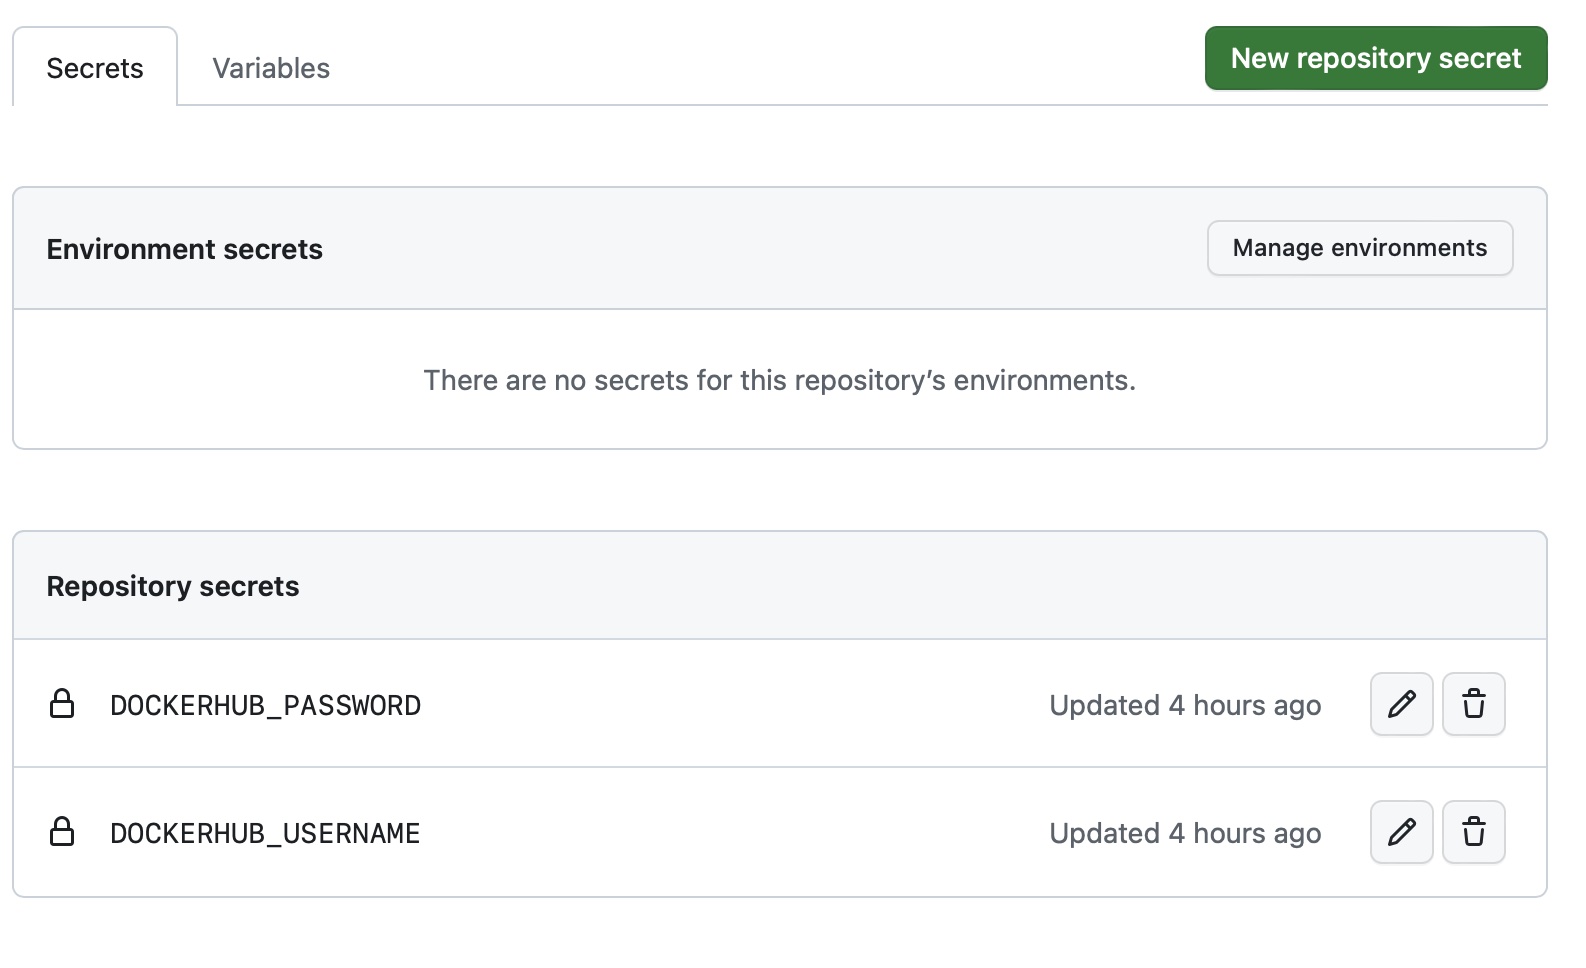 Secrets
Variables
New repository secret
Environment secrets
Manage environments
There are no secrets for this repository’s environments.
Repository secrets
DOCKERHUB_PASSWORD
Updated 4 hours ago
DOCKERHUB_USERNAME
Updated 4 hours ago